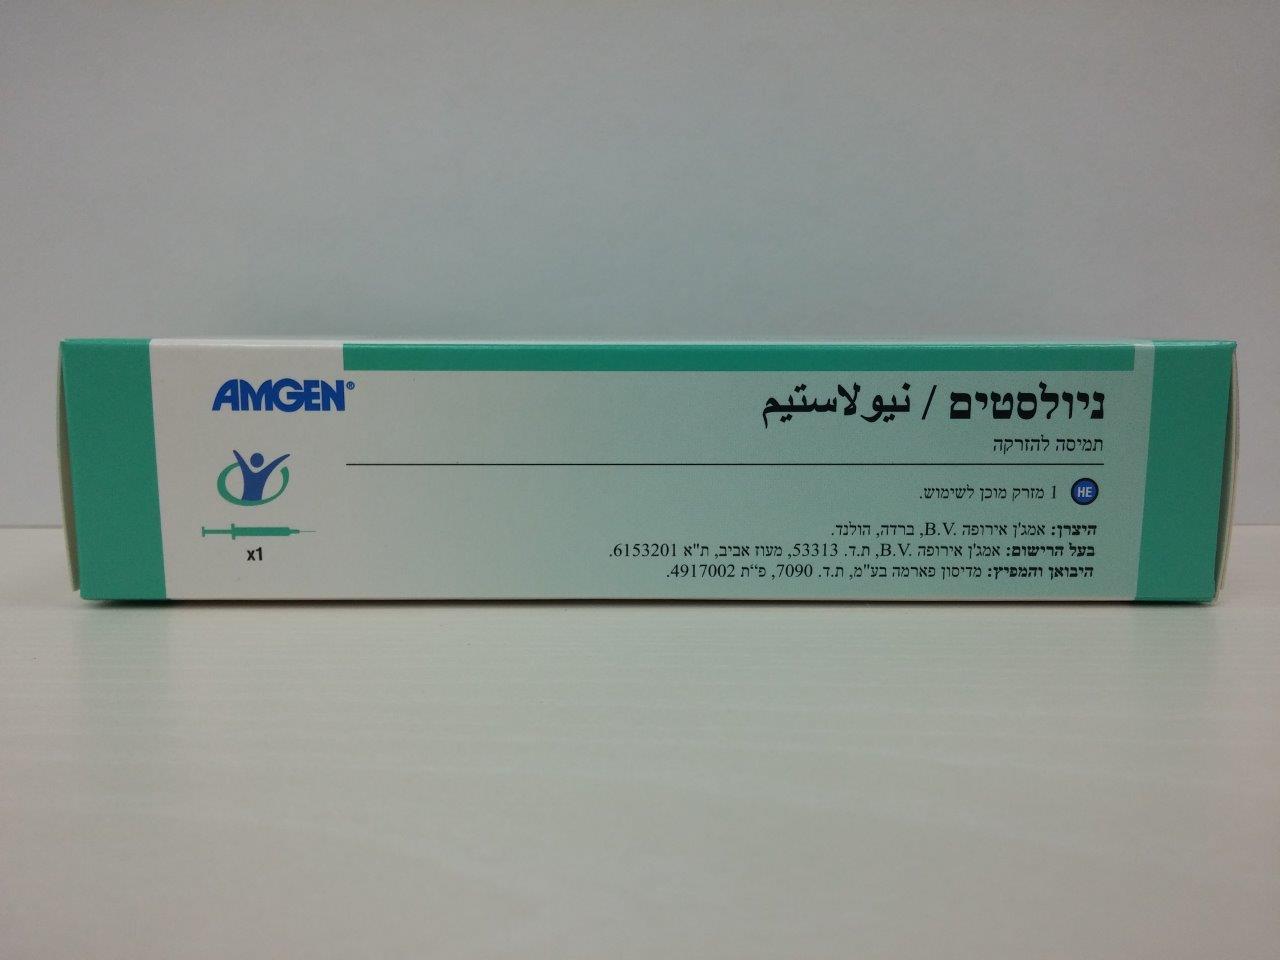 AMGEN®
ניולסטים / نيولاستيم
תמיסה להזרקה
HE 1 מזרק מוכן לשימוש.
היצרן: אמג'ן אירופה B.V., ברדה, הולנד.
בעל הרישום: אמג'ן אירופה B.V., ת.ד. 53313, מעוז אביב, ת"א 6153201.
היבואן והמפיץ: מדיסון פארמה בע"מ, ת.ד. 7090, פ"ת 4917002.
x1